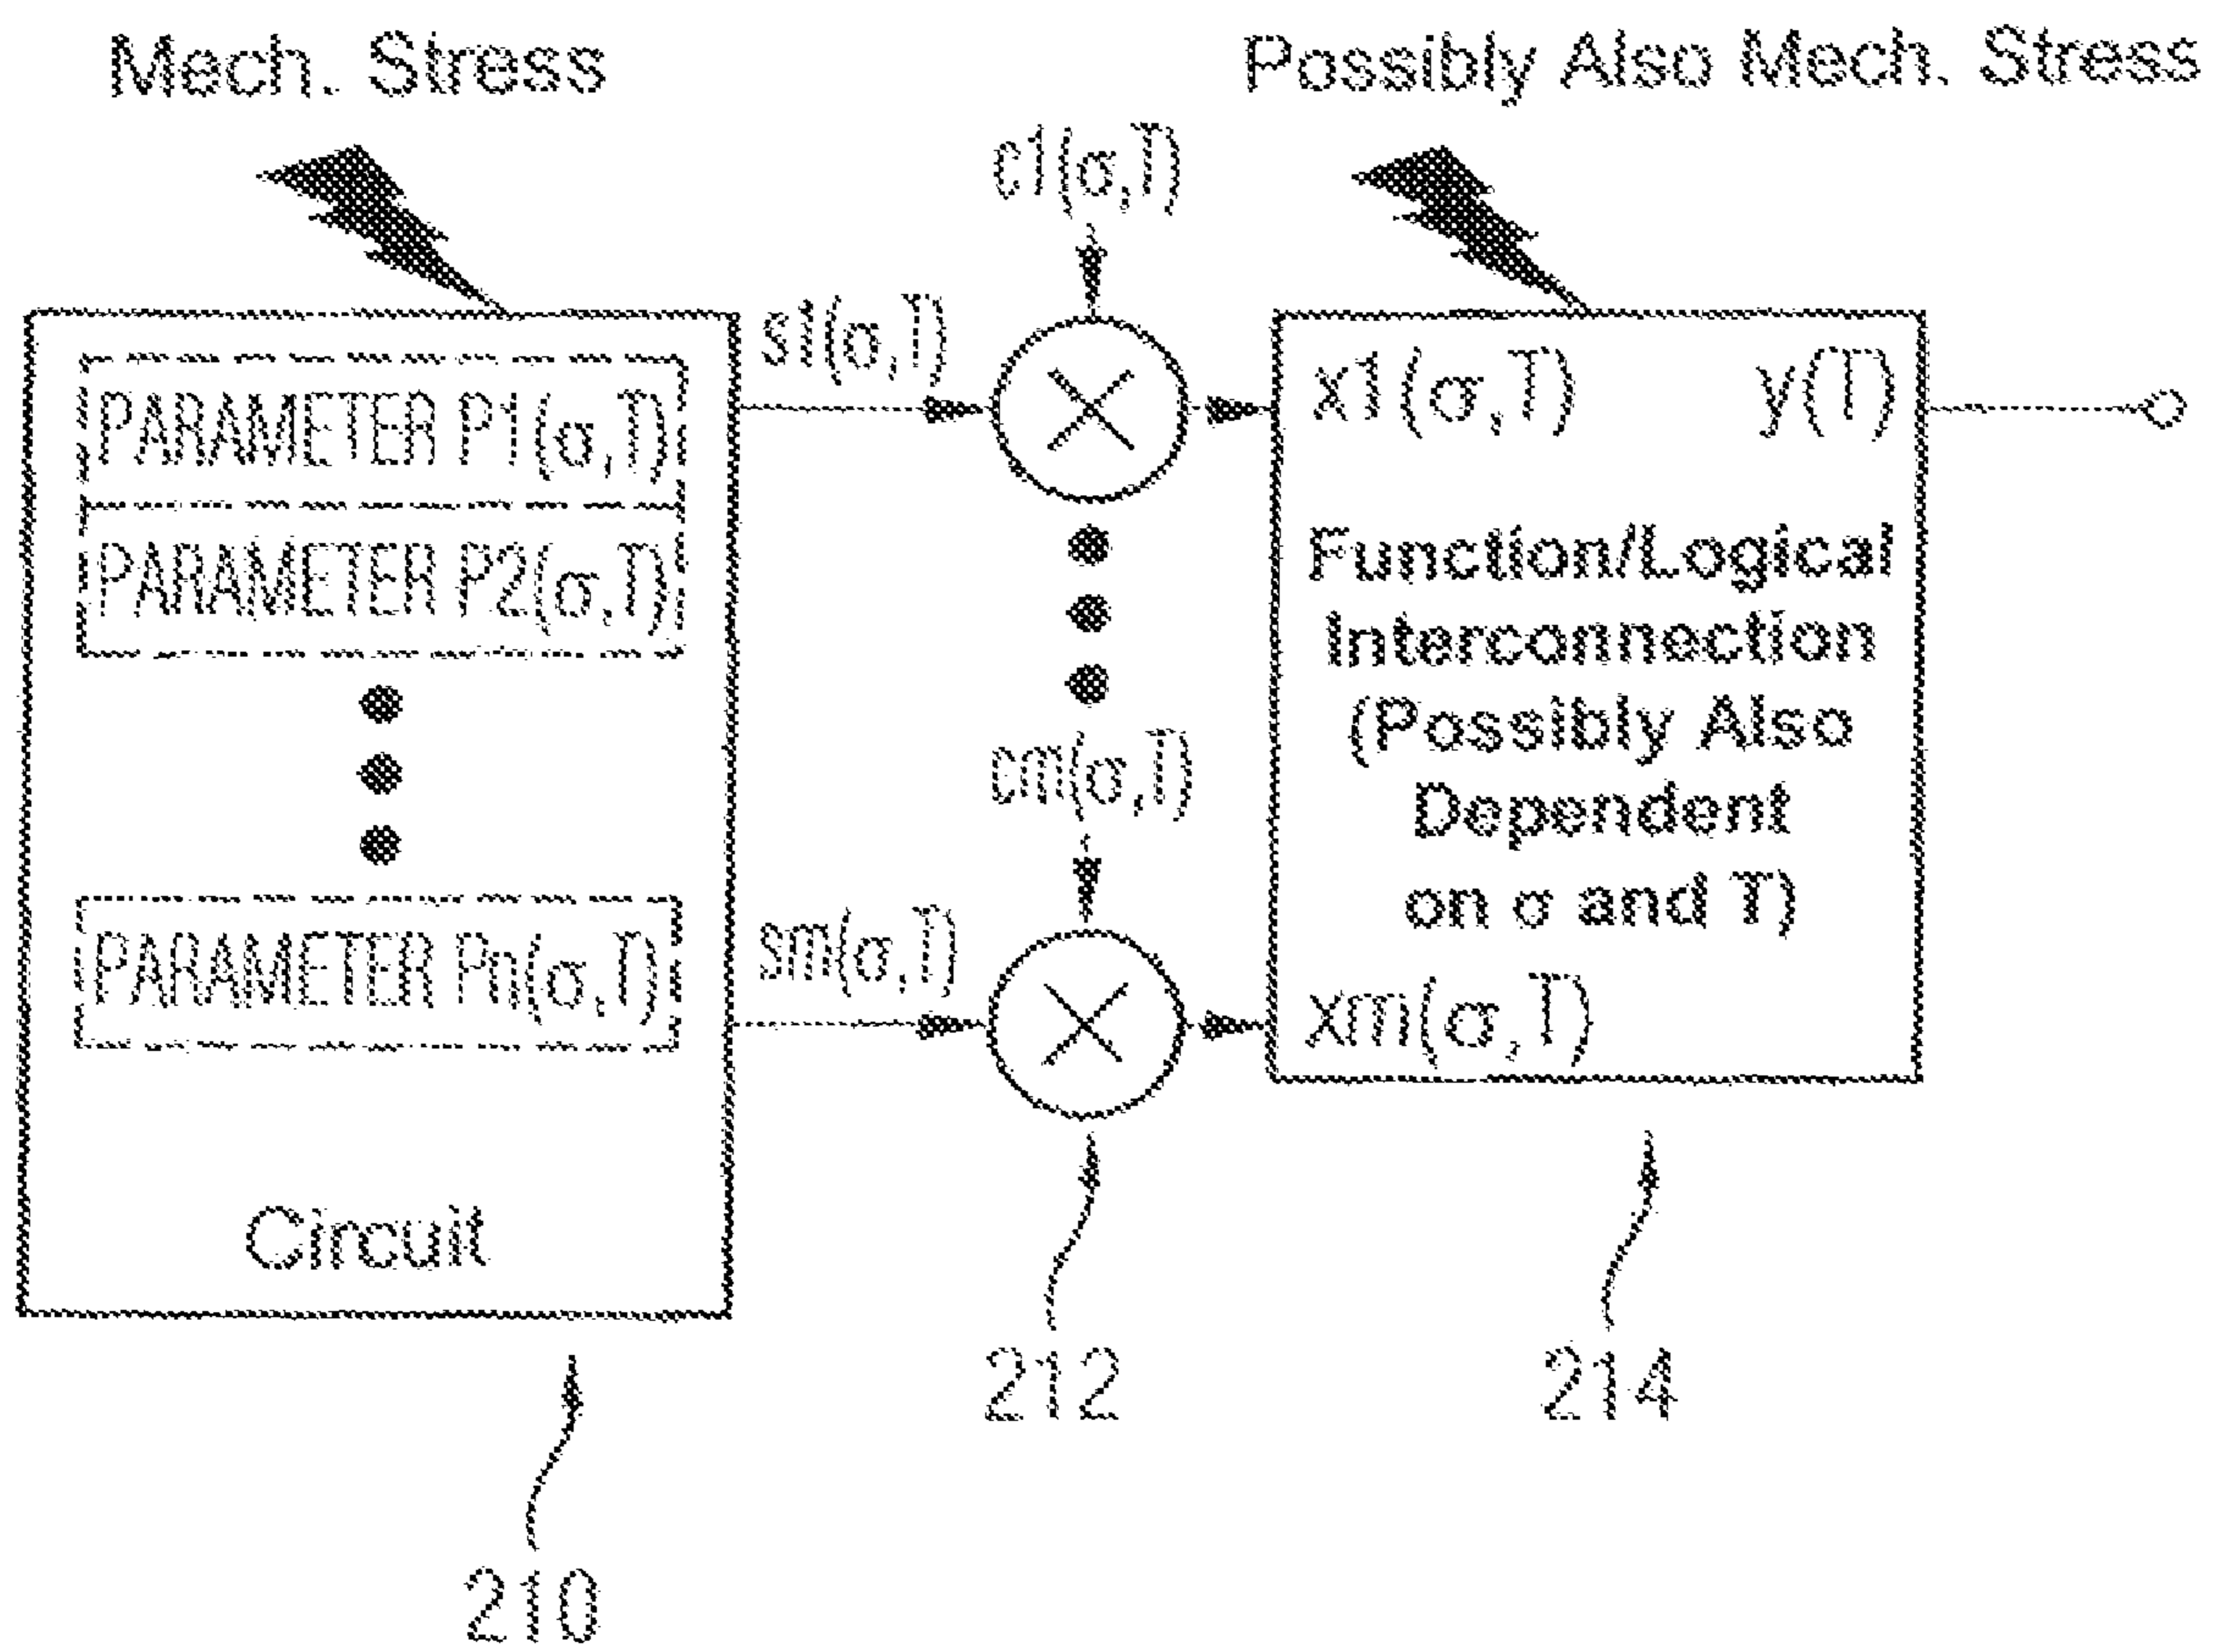 Mech. Stress
Possibly Also Mech. Stress
c1(σ,T)
s1(σ,T)
PARAMETER P1(σ,T)
PARAMETER P2(σ,T)
PARAMETER Pn(σ,T)
Circuit
cm(σ,T)
sm(σ,T)
x1(σ,T)
y(T)
Function/Logical
Interconnection
(Possibly Also
Dependent
on σ and T)
xm(σ,T)
212
214
210